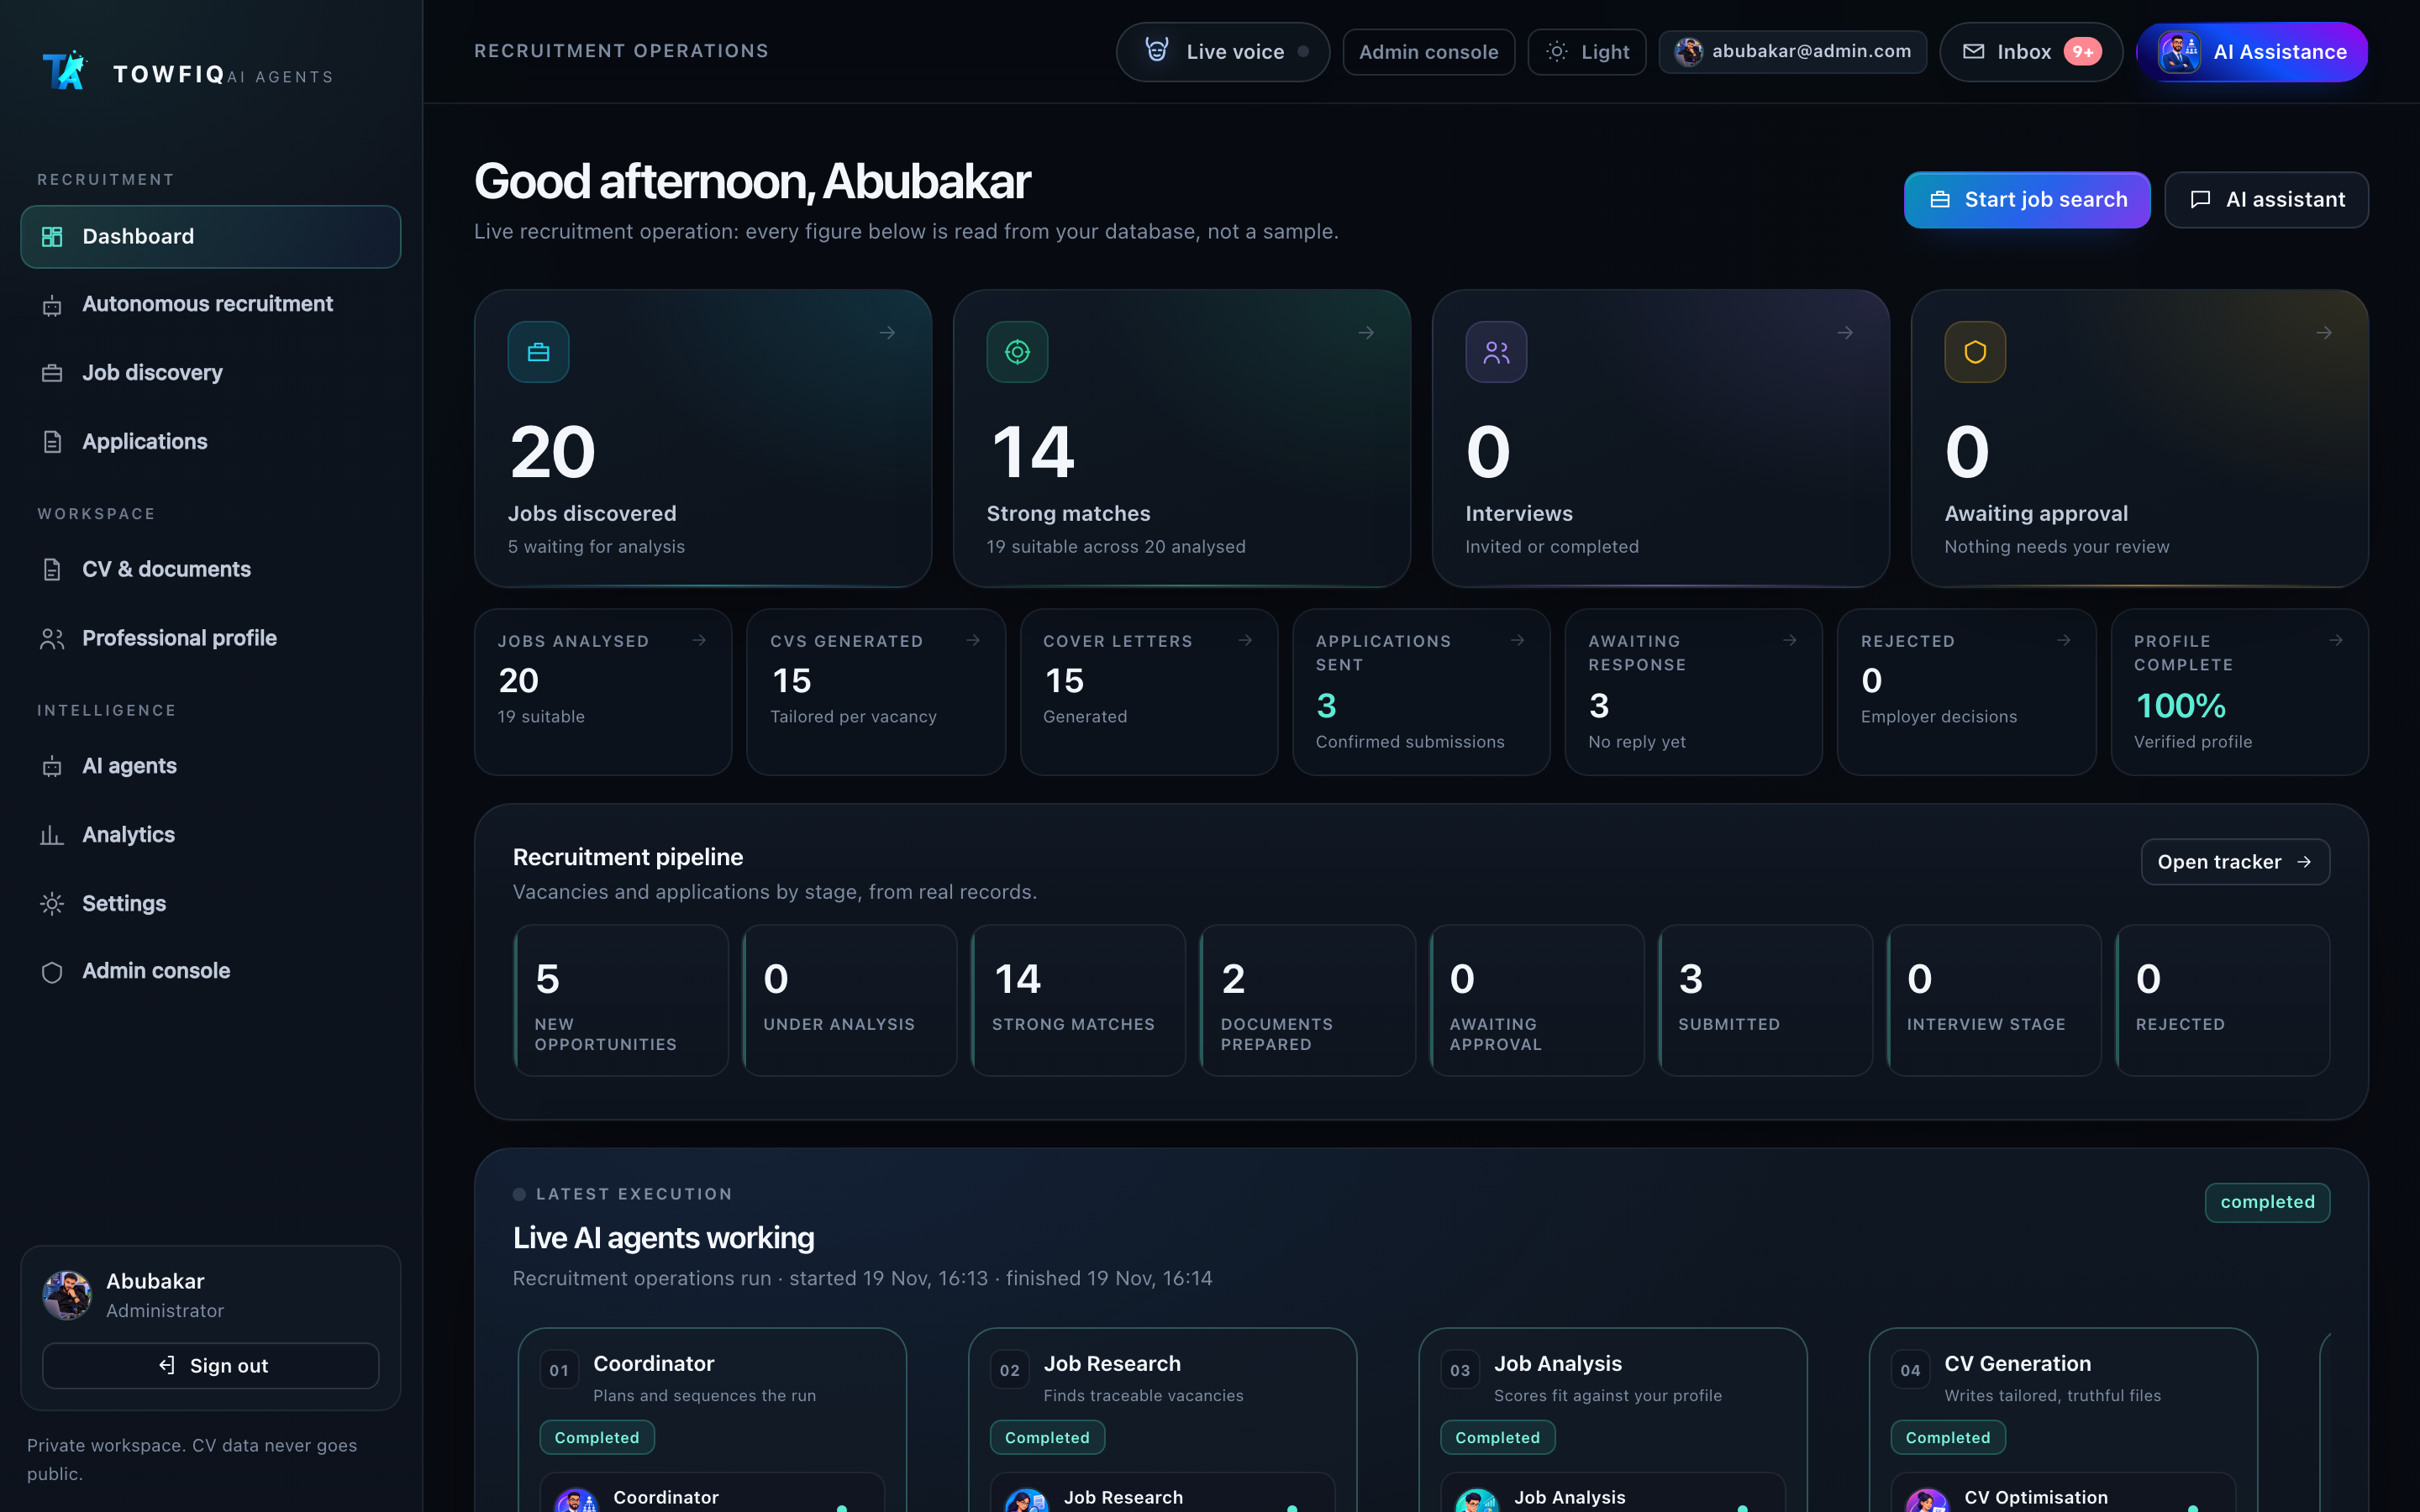 TOWFIQ AI AGENTS
RECRUITMENT
Dashboard
Autonomous recruitment
Job discovery
Applications
WORKSPACE
CV & documents
Professional profile
INTELLIGENCE
AI agents
Analytics
Settings
Admin console
Abubakar
Administrator
Sign out
Private workspace. CV data never goes
public.
RECRUITMENT OPERATIONS
Live voice
Admin console
Light
abubakar@admin.com
Inbox 9+
AI Assistance
Good afternoon, Abubakar
Live recruitment operation: every figure below is read from your database, not a sample.
Start job search
AI assistant
20
Jobs discovered
5 waiting for analysis
14
Strong matches
19 suitable across 20 analysed
0
Interviews
Invited or completed
0
Awaiting approval
Nothing needs your review
JOBS ANALYSED
20
19 suitable
CVS GENERATED
15
Tailored per vacancy
COVER LETTERS
15
Generated
APPLICATIONS
SENT
3
Confirmed submissions
AWAITING
RESPONSE
3
No reply yet
REJECTED
0
Employer decisions
PROFILE
COMPLETE
100%
Verified profile
Recruitment pipeline
Vacancies and applications by stage, from real records.
Open tracker
5
NEW
OPPORTUNITIES
0
UNDER ANALYSIS
14
STRONG MATCHES
2
DOCUMENTS
PREPARED
0
AWAITING
APPROVAL
3
SUBMITTED
0
INTERVIEW STAGE
0
REJECTED
LATEST EXECUTION
completed
Live AI agents working
Recruitment operations run · started 19 Nov, 16:13 · finished 19 Nov, 16:14
01
Coordinator
Plans and sequences the run
Completed
Coordinator
02
Job Research
Finds traceable vacancies
Completed
Job Research
03
Job Analysis
Scores fit against your profile
Completed
Job Analysis
04
CV Generation
Writes tailored, truthful files
Completed
CV Optimisation